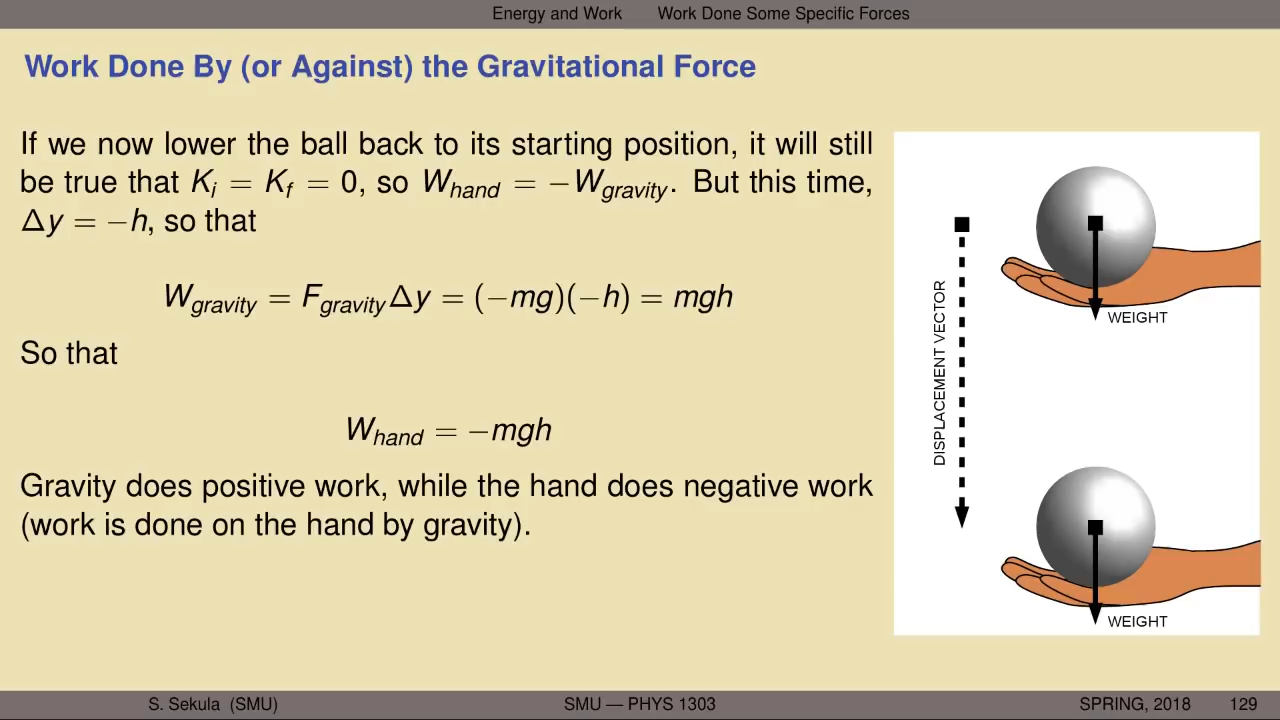 Energy and Work Work Done Some Specific Forces
Work Done By (or Against) the Gravitational Force
If we now lower the ball back to its starting position, it will still
be true that Kᵢ = K_f = 0, so W_hand = −W_gravity. But this time,
Δy = −h, so that
W_gravity = F_gravity Δy = (−mg)(−h) = mgh
So that
W_hand = −mgh
Gravity does positive work, while the hand does negative work
(work is done on the hand by gravity).
DISPLACEMENT VECTOR
WEIGHT
WEIGHT
S. Sekula (SMU) SMU — PHYS 1303 SPRING, 2018 129